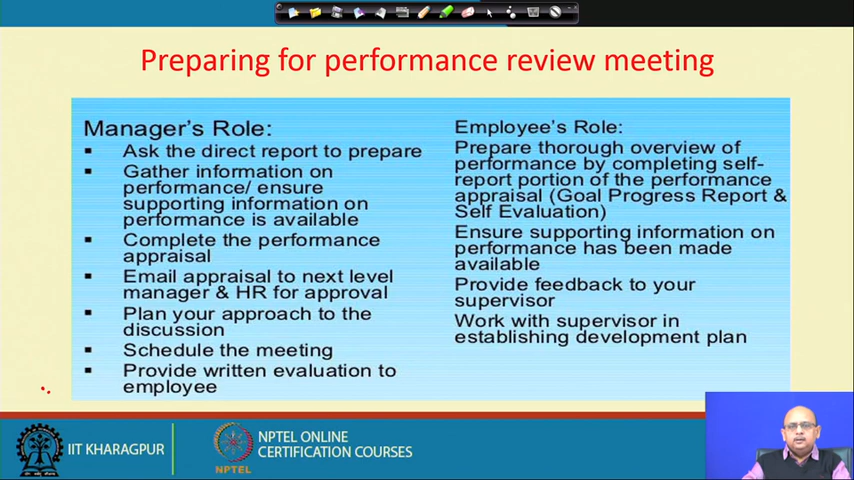 Preparing for performance review meeting
Manager's Role:
Ask the direct report to prepare
Gather information on
performance/ ensure
supporting information on
performance is available
Complete the performance
appraisal
Email appraisal to next level
manager & HR for approval
Plan your approach to the
discussion
Schedule the meeting
Provide written evaluation to
employee
Employee's Role:
Prepare thorough overview of
performance by completing self-
report portion of the performance
appraisal (Goal Progress Report &
Self Evaluation)
Ensure supporting information on
performance has been made
available
Provide feedback to your
supervisor
Work with supervisor in
establishing development plan
IIT KHARAGPUR
NPTEL
NPTEL ONLINE
CERTIFICATION COURSES